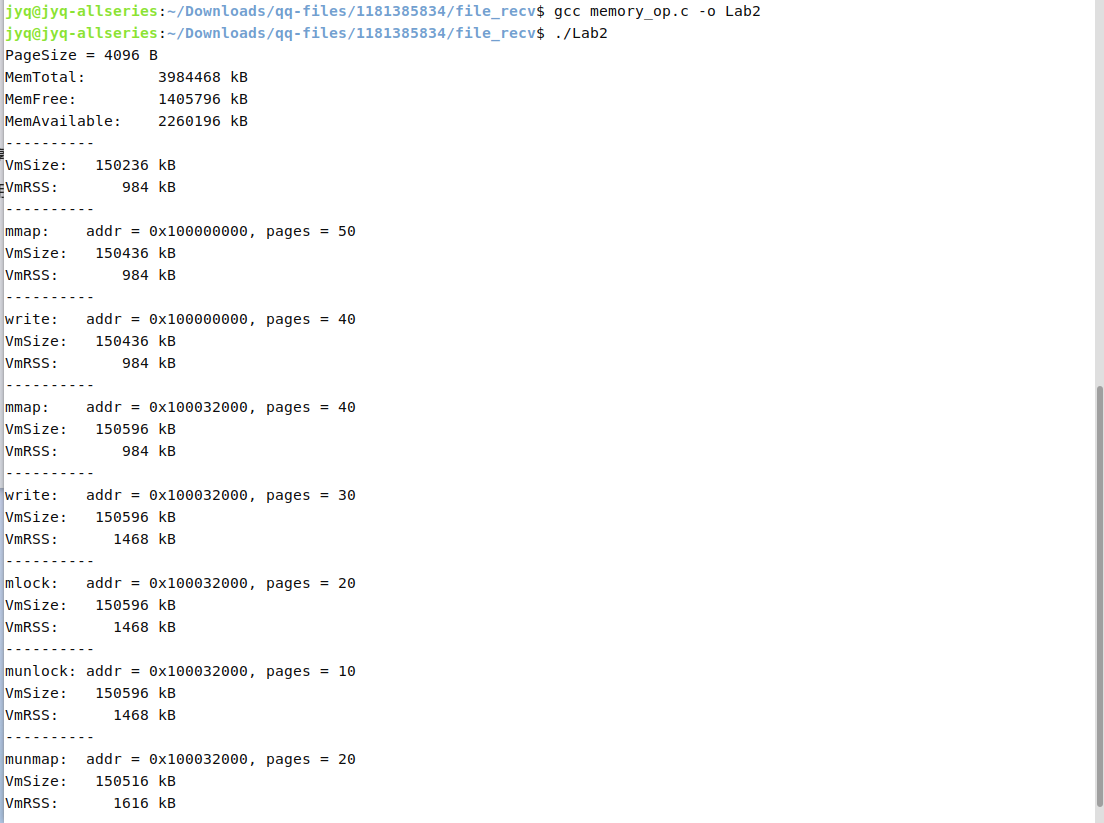 jyq@jyq-allseries:~/Downloads/qq-files/1181385834/file_recv$ gcc memory_op.c -o Lab2
jyq@jyq-allseries:~/Downloads/qq-files/1181385834/file_recv$ ./Lab2
PageSize = 4096 B
MemTotal:        3984468 kB
MemFree:         1405796 kB
MemAvailable:    2260196 kB
----------
VmSize:   150236 kB
VmRSS:       984 kB
----------
mmap:    addr = 0x100000000, pages = 50
VmSize:   150436 kB
VmRSS:       984 kB
----------
write:   addr = 0x100000000, pages = 40
VmSize:   150436 kB
VmRSS:       984 kB
----------
mmap:    addr = 0x100032000, pages = 40
VmSize:   150596 kB
VmRSS:       984 kB
----------
write:   addr = 0x100032000, pages = 30
VmSize:   150596 kB
VmRSS:      1468 kB
----------
mlock:   addr = 0x100032000, pages = 20
VmSize:   150596 kB
VmRSS:      1468 kB
----------
munlock: addr = 0x100032000, pages = 10
VmSize:   150596 kB
VmRSS:      1468 kB
----------
munmap:  addr = 0x100032000, pages = 20
VmSize:   150516 kB
VmRSS:      1616 kB